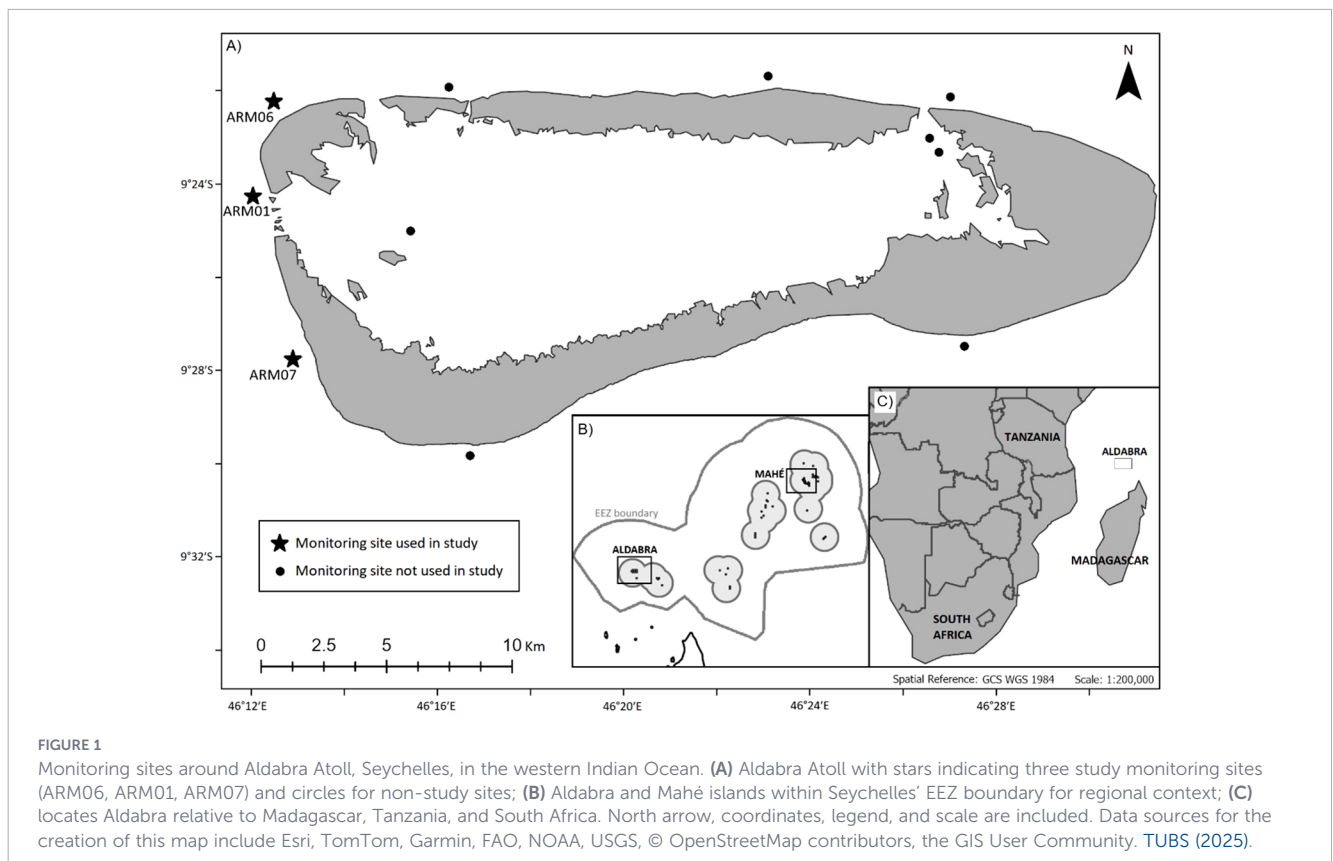 A)
N
ARM06
9°24'S
ARM01
ARM07
9°28'S
B)
MAHÉ
EEZ boundary
ALDABRA
C)
TANZANIA
ALDABRA
MADAGASCAR
SOUTH
AFRICA
Monitoring site used in study
Monitoring site not used in study
9°32'S
0 2.5 5 10 Km
Spatial Reference: GCS WGS 1984 Scale: 1:200,000
46°12'E 46°16'E 46°20'E 46°24'E 46°28'E
FIGURE 1
Monitoring sites around Aldabra Atoll, Seychelles, in the western Indian Ocean. (A) Aldabra Atoll with stars indicating three study monitoring sites
(ARM06, ARM01, ARM07) and circles for non-study sites; (B) Aldabra and Mahé islands within Seychelles' EEZ boundary for regional context; (C)
locates Aldabra relative to Madagascar, Tanzania, and South Africa. North arrow, coordinates, legend, and scale are included. Data sources for the
creation of this map include Esri, TomTom, Garmin, FAO, NOAA, USGS, © OpenStreetMap contributors, the GIS User Community. TUBS (2025).